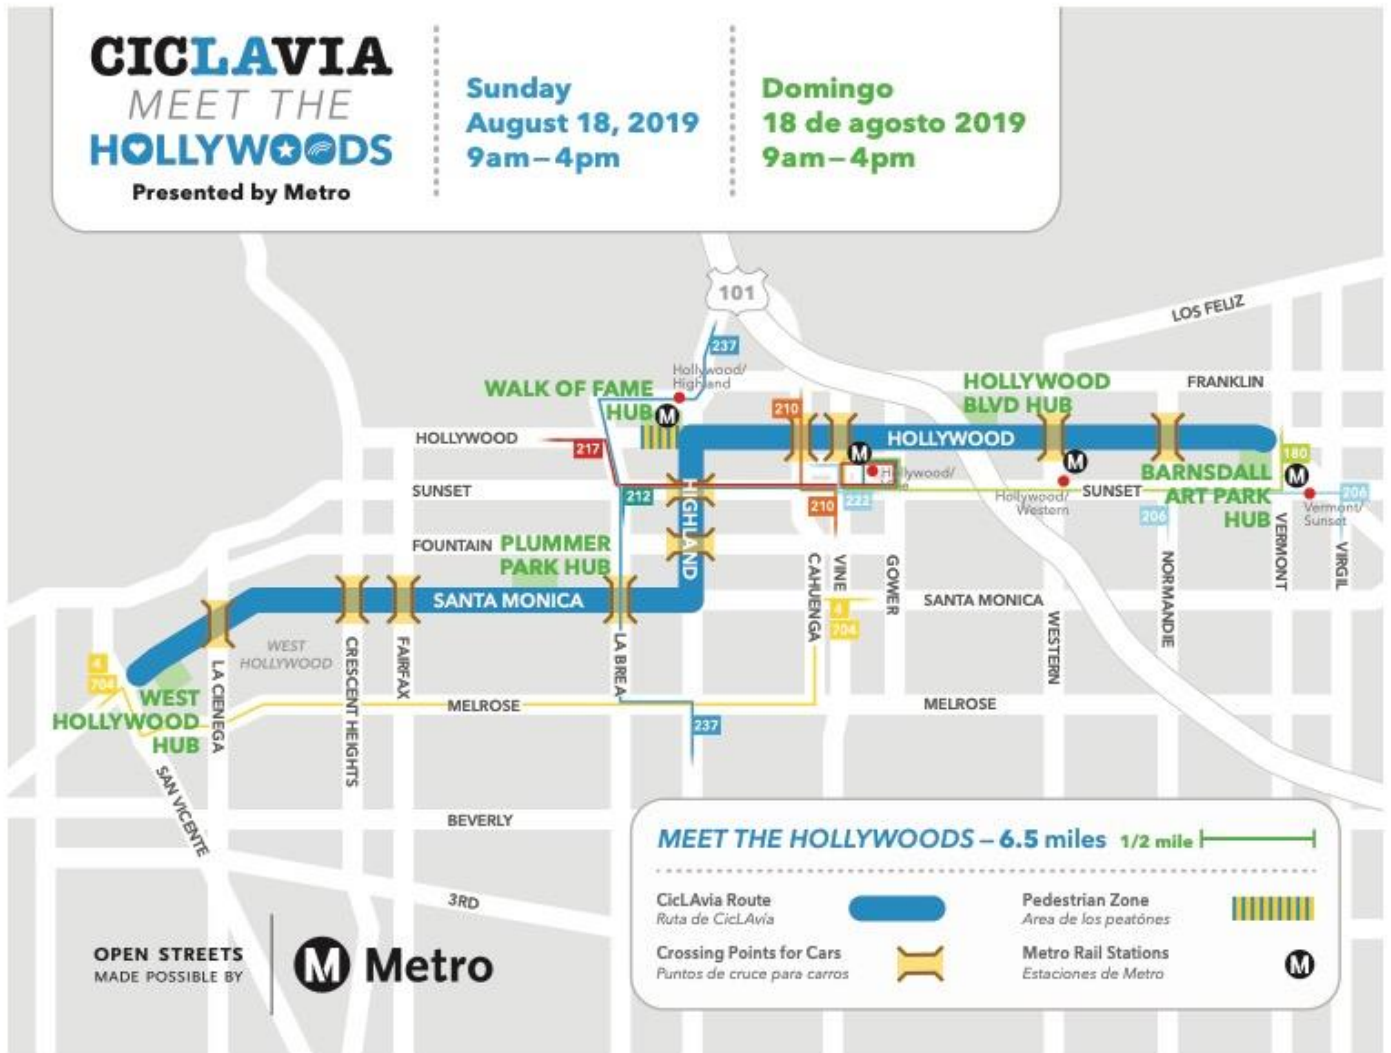 CICLAVIA
MEET THE
HOLLYWOODS
Presented by Metro
Sunday
August 18, 2019
9am–4pm
Domingo
18 de agosto 2019
9am–4pm
101
LOS FELIZ
237
Hollywood/
Highland
WALK OF FAME
HUB
M
HOLLYWOOD
BLVD HUB
FRANKLIN
210
HOLLYWOOD
217
HOLLYWOOD
M
M
Hollywood/
180
BARNSDALL
ART PARK
HUB
M
SUNSET
212
HIGHLAND
210
222
Hollywood/
Western
SUNSET
206
206
Vermont/
Sunset
FOUNTAIN
PLUMMER
PARK HUB
CAHUENGA
VINE
GOWER
NORMANDIE
VERMONT
VIRGIL
SANTA MONICA
4
704
SANTA MONICA
WESTERN
WEST
HOLLYWOOD
4
704
WEST
HOLLYWOOD
HUB
LA CIENEGA
CRESCENT HEIGHTS
FAIRFAX
LA BREA
MELROSE
MELROSE
237
SAN VICENTE
BEVERLY
3RD
MEET THE HOLLYWOODS – 6.5 miles
1/2 mile
CicLAvia Route
Ruta de CicLAvía
Pedestrian Zone
Area de los peatónes
Crossing Points for Cars
Puntos de cruce para carros
Metro Rail Stations
Estaciones de Metro
M
OPEN STREETS
MADE POSSIBLE BY
M Metro